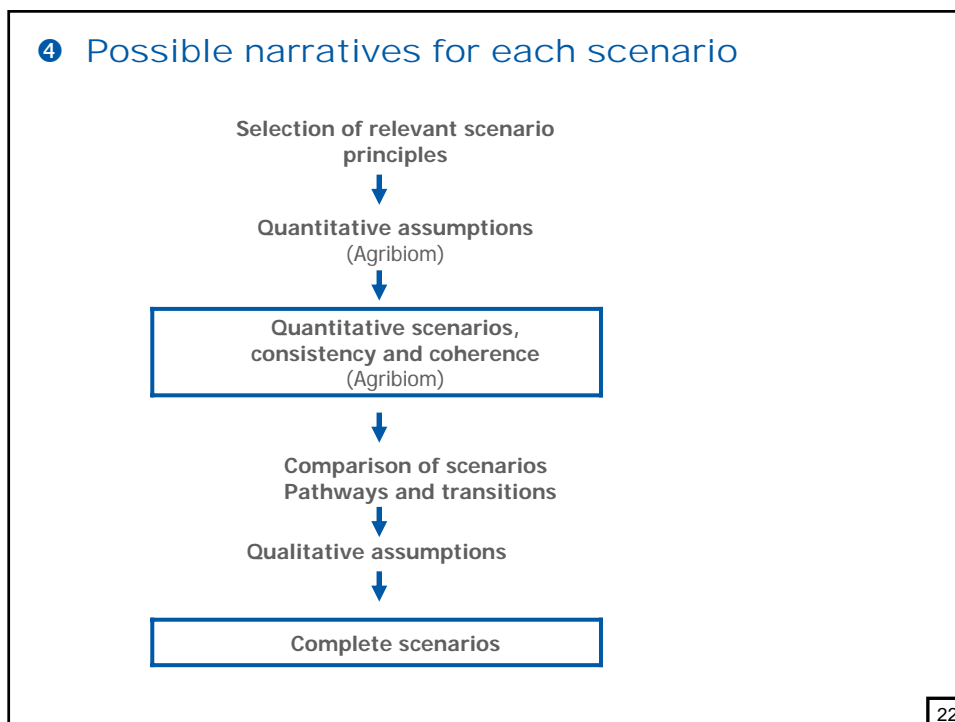 ❹ Possible narratives for each scenario
Selection of relevant scenario
principles
Quantitative assumptions
(Agribiom)
Quantitative scenarios,
consistency and coherence
(Agribiom)
Comparison of scenarios
Pathways and transitions
Qualitative assumptions
Complete scenarios
22